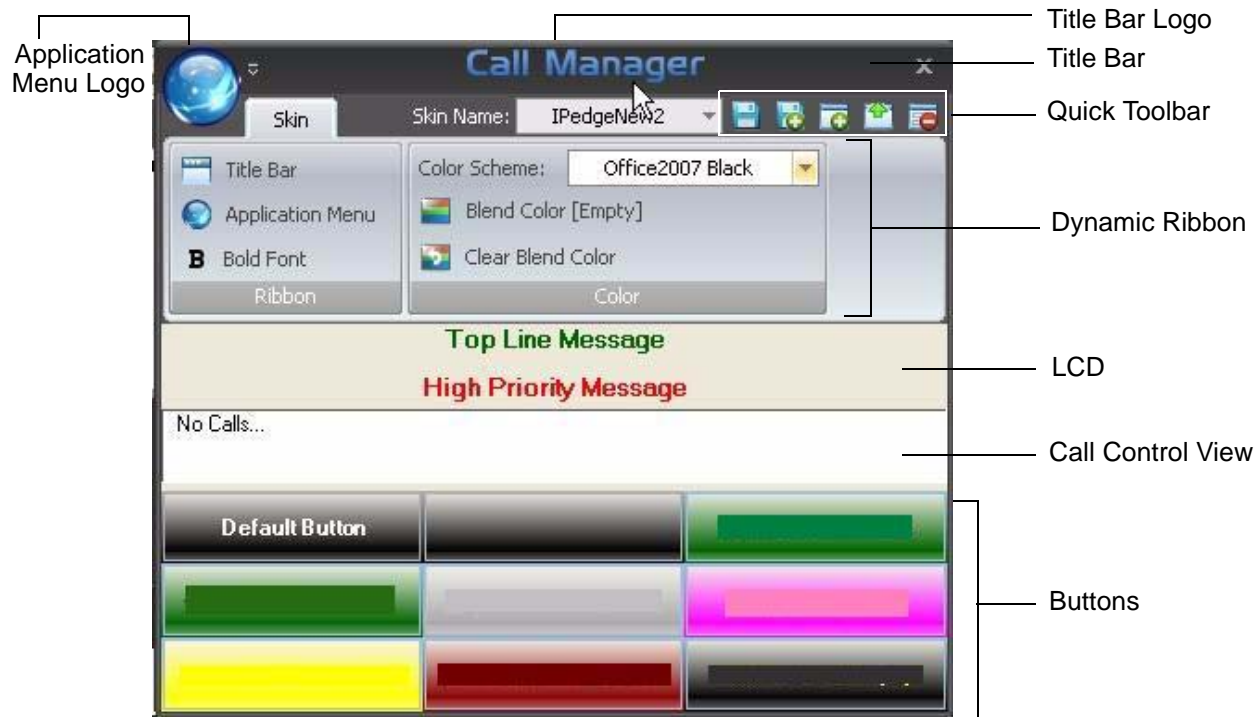 Title Bar Logo
Application
Menu Logo
Call Manager
Title Bar
x
Skin
Skin Name:
IPedgeNew2
Quick Toolbar
Title Bar
Color Scheme:
Office2007 Black
Application Menu
Blend Color [Empty]
Dynamic Ribbon
B
Bold Font
Clear Blend Color
Ribbon
Color
Top Line Message
High Priority Message
LCD
No Calls...
Call Control View
Default Button
Buttons